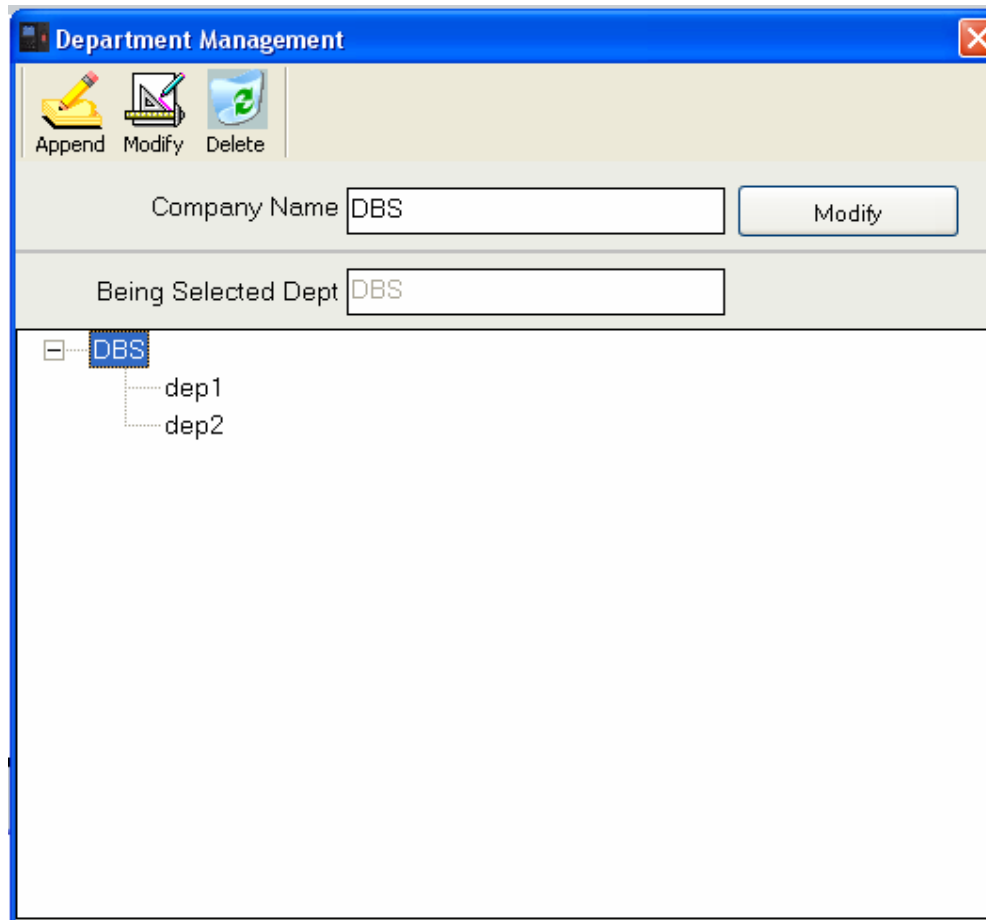 Department Management
Append Modify Delete
Company Name DBS Modify
Being Selected Dept DBS
DBS
dep1
dep2